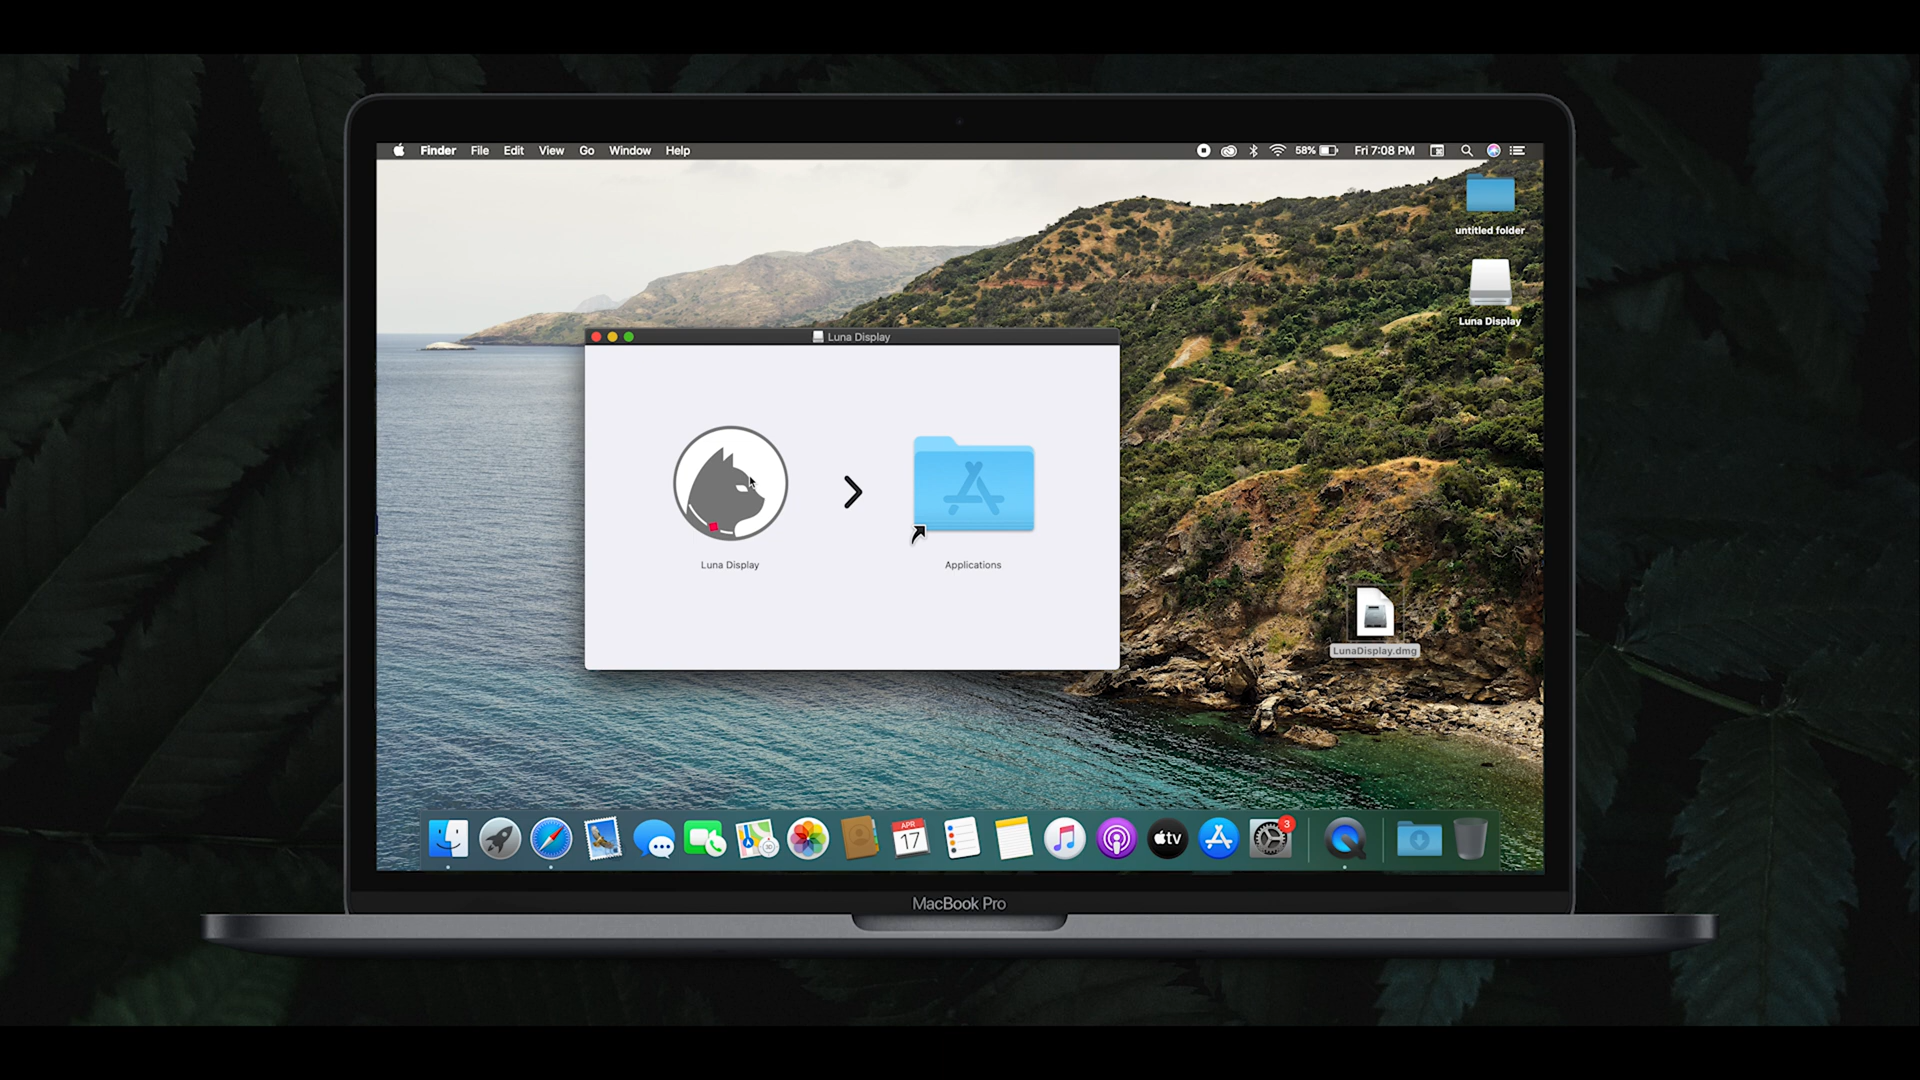 Finder File Edit View Go Window Help
58% Fri 7:08 PM
untitled folder
Luna Display
Luna Display
Luna Display
Applications
LunaDisplay.dmg
APR
17
tv
3
MacBook Pro